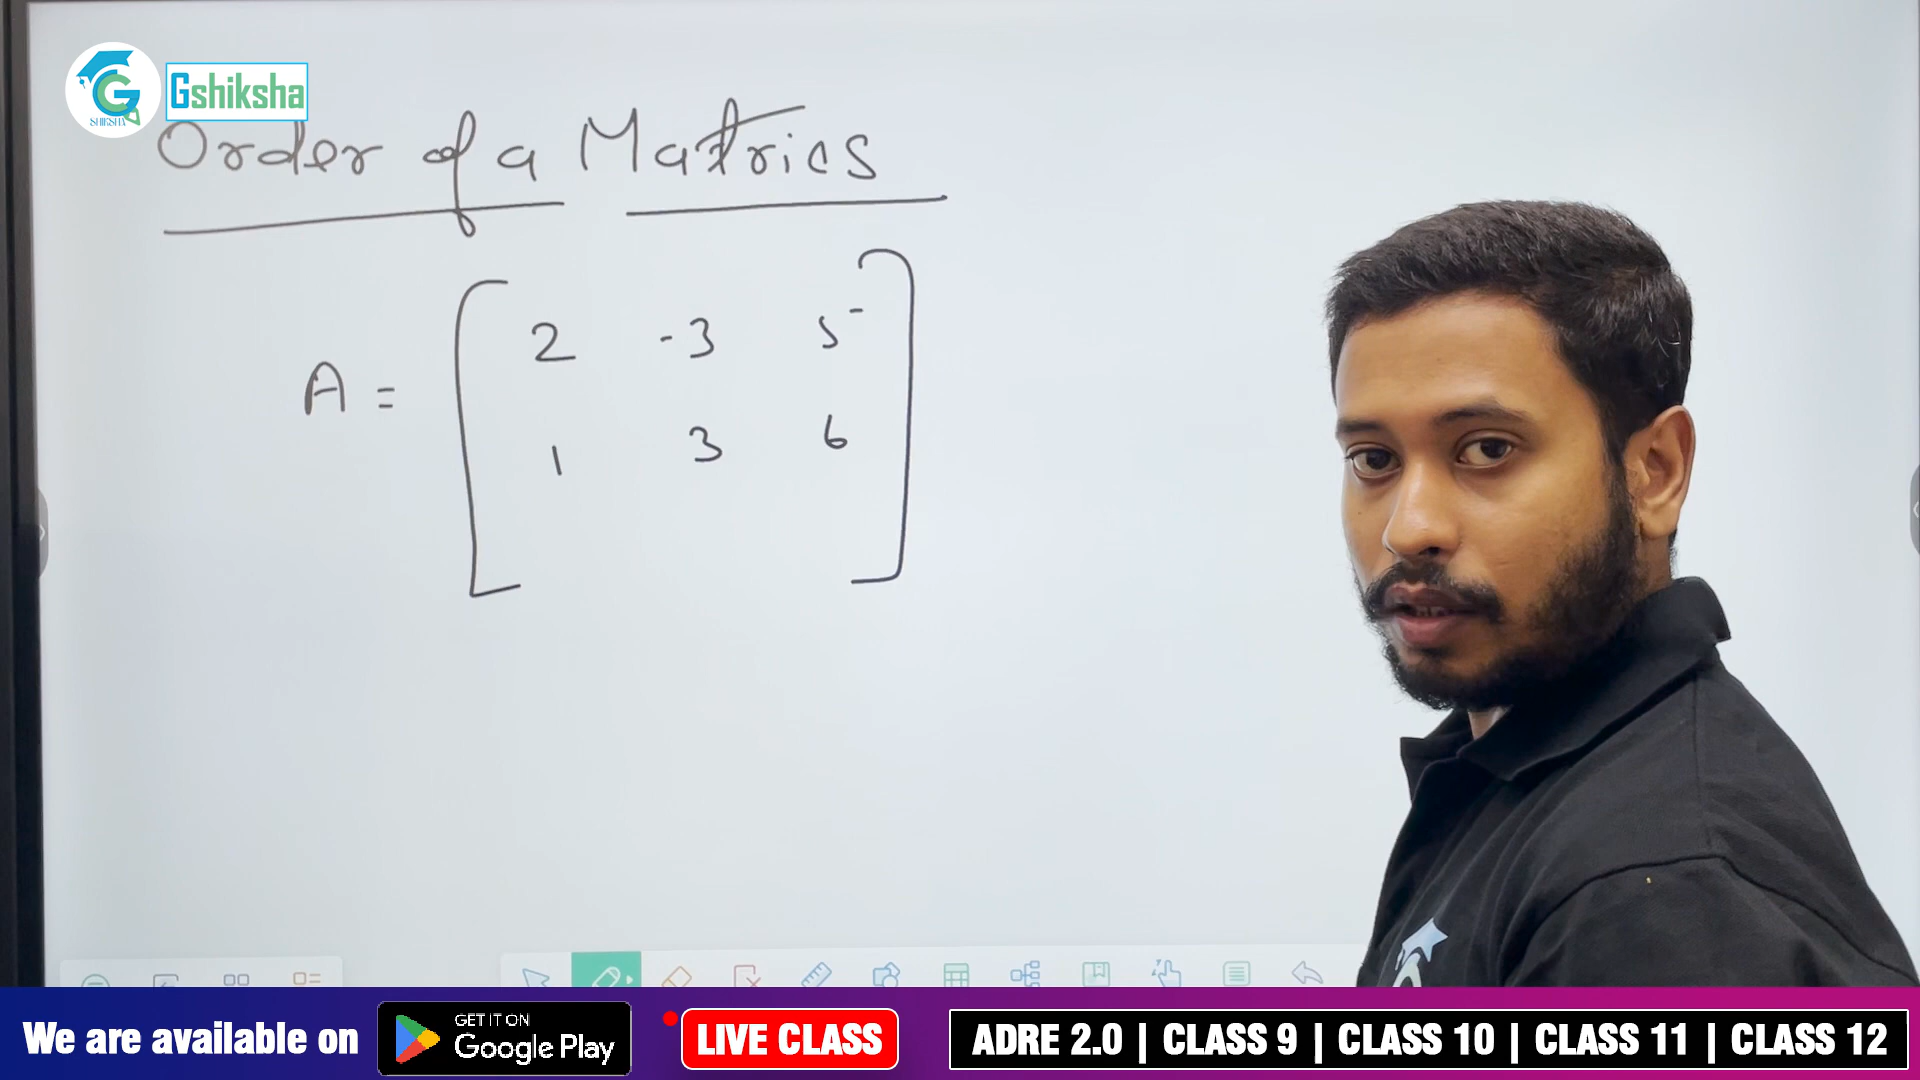 SHIKSHA
Gshiksha
Order of a Matrics
A = [ 2 -3 5
1 3 6 ]
We are available on
GET IT ON
Google Play
LIVE CLASS
ADRE 2.0 | CLASS 9 | CLASS 10 | CLASS 11 | CLASS 12